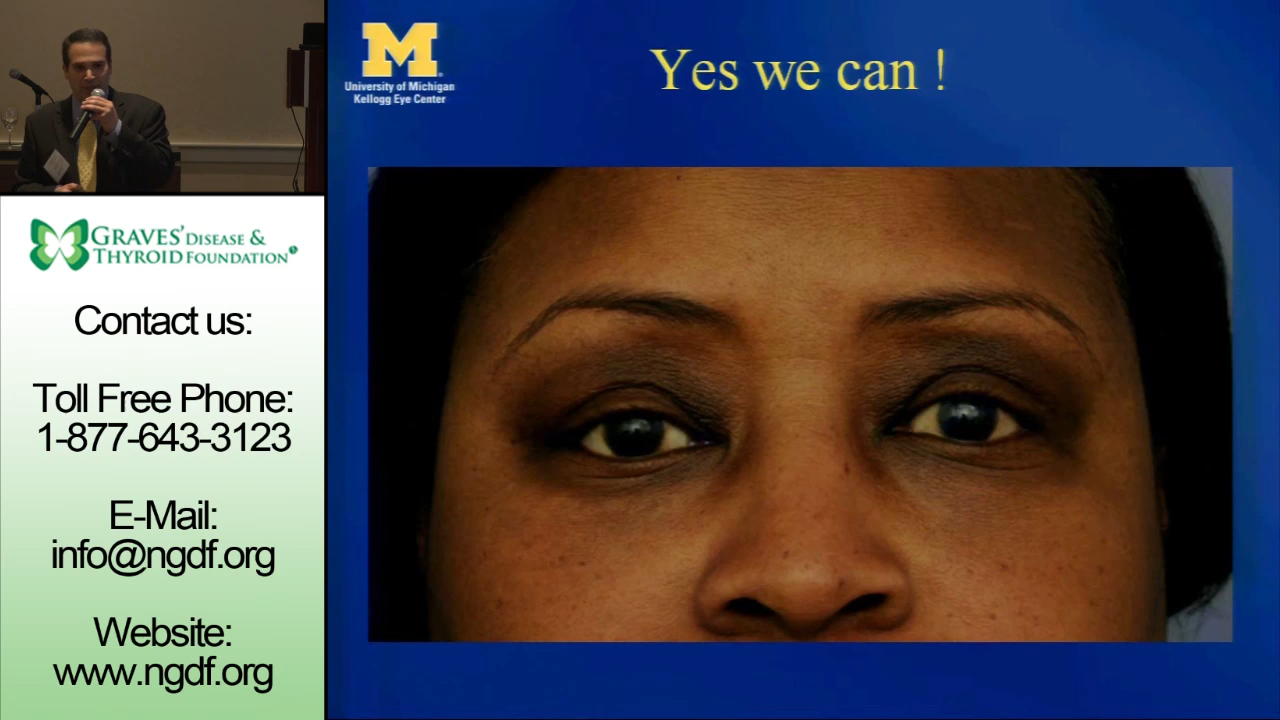 GRAVES' DISEASE &
THYROID FOUNDATION
Contact us:
Toll Free Phone:
1-877-643-3123
E-Mail:
info@ngdf.org
Website:
www.ngdf.org
M
University of Michigan
Kellogg Eye Center
Yes we can !